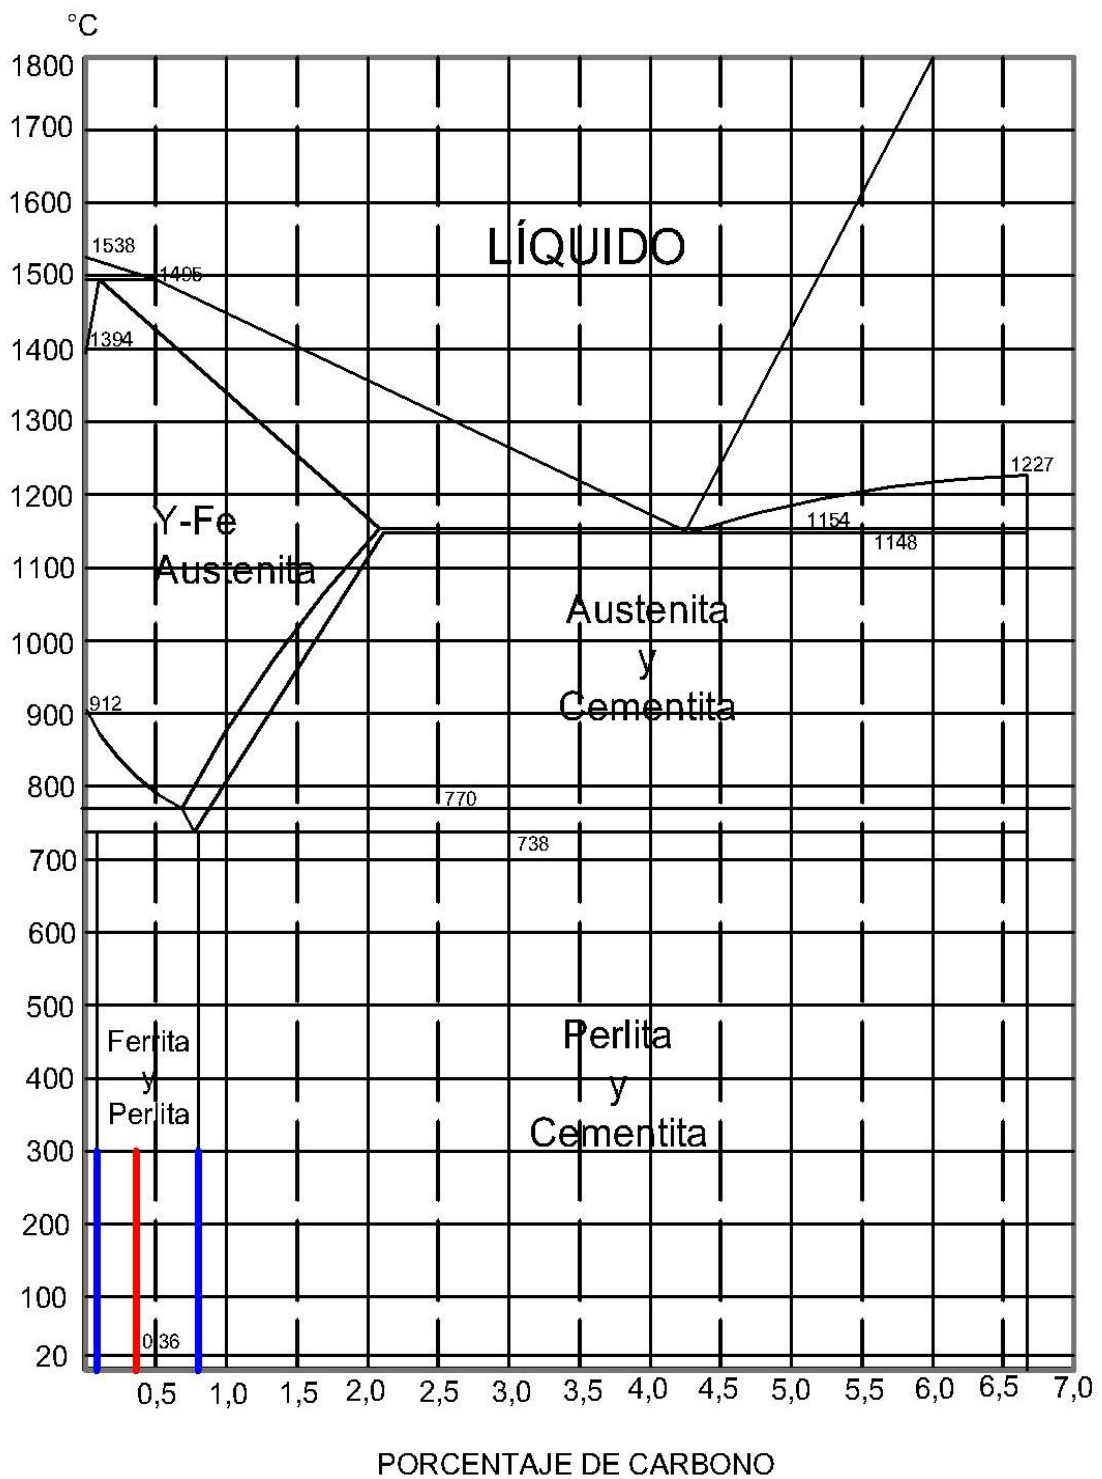 °C
1800
1700
1600
LÍQUIDO
1538
1500
1495
1400
1394
1300
1227
1200
Y-Fe
Austenita
1154
1148
1100
Austenita
y
Cementita
1000
912
900
800
770
738
700
600
500
Ferrita
y
Perlita
Perlita
y
Cementita
400
300
200
100
0,36
20
0,5 1,0 1,5 2,0 2,5 3,0 3,5 4,0 4,5 5,0 5,5 6,0 6,5 7,0
PORCENTAJE DE CARBONO